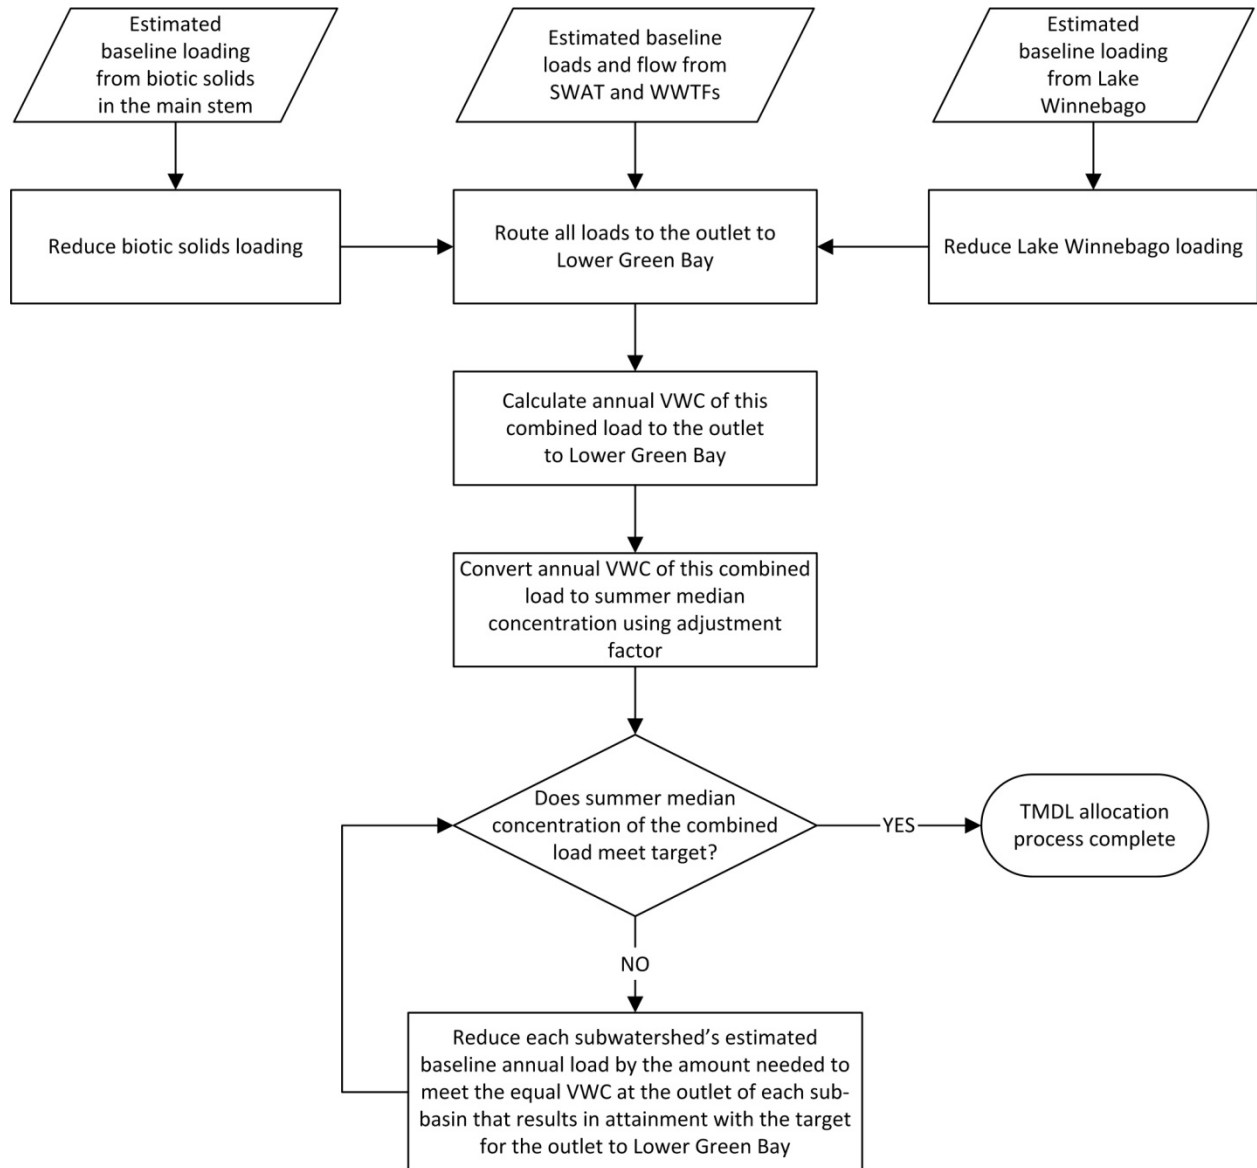 Estimated
baseline loading
from biotic solids
in the main stem
Estimated baseline
loads and flow from
SWAT and WWTFs
Estimated
baseline loading
from Lake
Winnebago
Reduce biotic solids loading
Route all loads to the outlet to
Lower Green Bay
Reduce Lake Winnebago loading
Calculate annual VWC of this
combined load to the outlet
to Lower Green Bay
Convert annual VWC of this combined
load to summer median
concentration using adjustment
factor
Does summer median
concentration of the combined
load meet target?
YES
TMDL allocation
process complete
NO
Reduce each subwatershed’s estimated
baseline annual load by the amount needed to
meet the equal VWC at the outlet of each sub-
basin that results in attainment with the target
for the outlet to Lower Green Bay